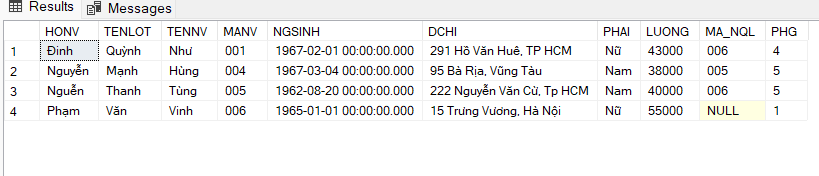 Results Messages
HONV TENLOT TENNV MANV NGSINH DCHI PHAI LUONG MA_NQL PHG
1 Đinh Quỳnh Như 001 1967-02-01 00:00:00.000 291 Hồ Văn Huê, TP HCM Nữ 43000 006 4
2 Nguyễn Mạnh Hùng 004 1967-03-04 00:00:00.000 95 Bà Rịa, Vũng Tàu Nam 38000 005 5
3 Nguễn Thanh Tùng 005 1962-08-20 00:00:00.000 222 Nguyễn Văn Cừ, Tp HCM Nam 40000 006 5
4 Phạm Văn Vinh 006 1965-01-01 00:00:00.000 15 Trưng Vương, Hà Nội Nữ 55000 NULL 1